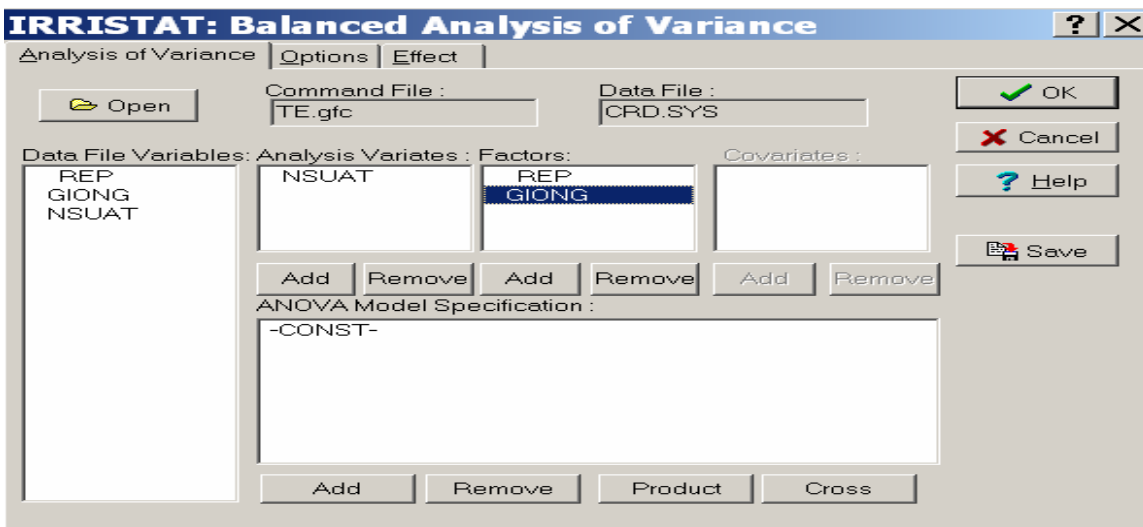 IRRISTAT: Balanced Analysis of Variance
Analysis of Variance Options Effect
Open
Command File :
TE.gfc
Data File :
CRD.SYS
OK
Cancel
Help
Save
Data File Variables:
REP
GIONG
NSUAT
Analysis Variates :
NSUAT
Factors:
REP
GIONG
Covariates :
Add Remove Add Remove Add Remove
ANOVA Model Specification :
-CONST-
Add Remove Product Cross